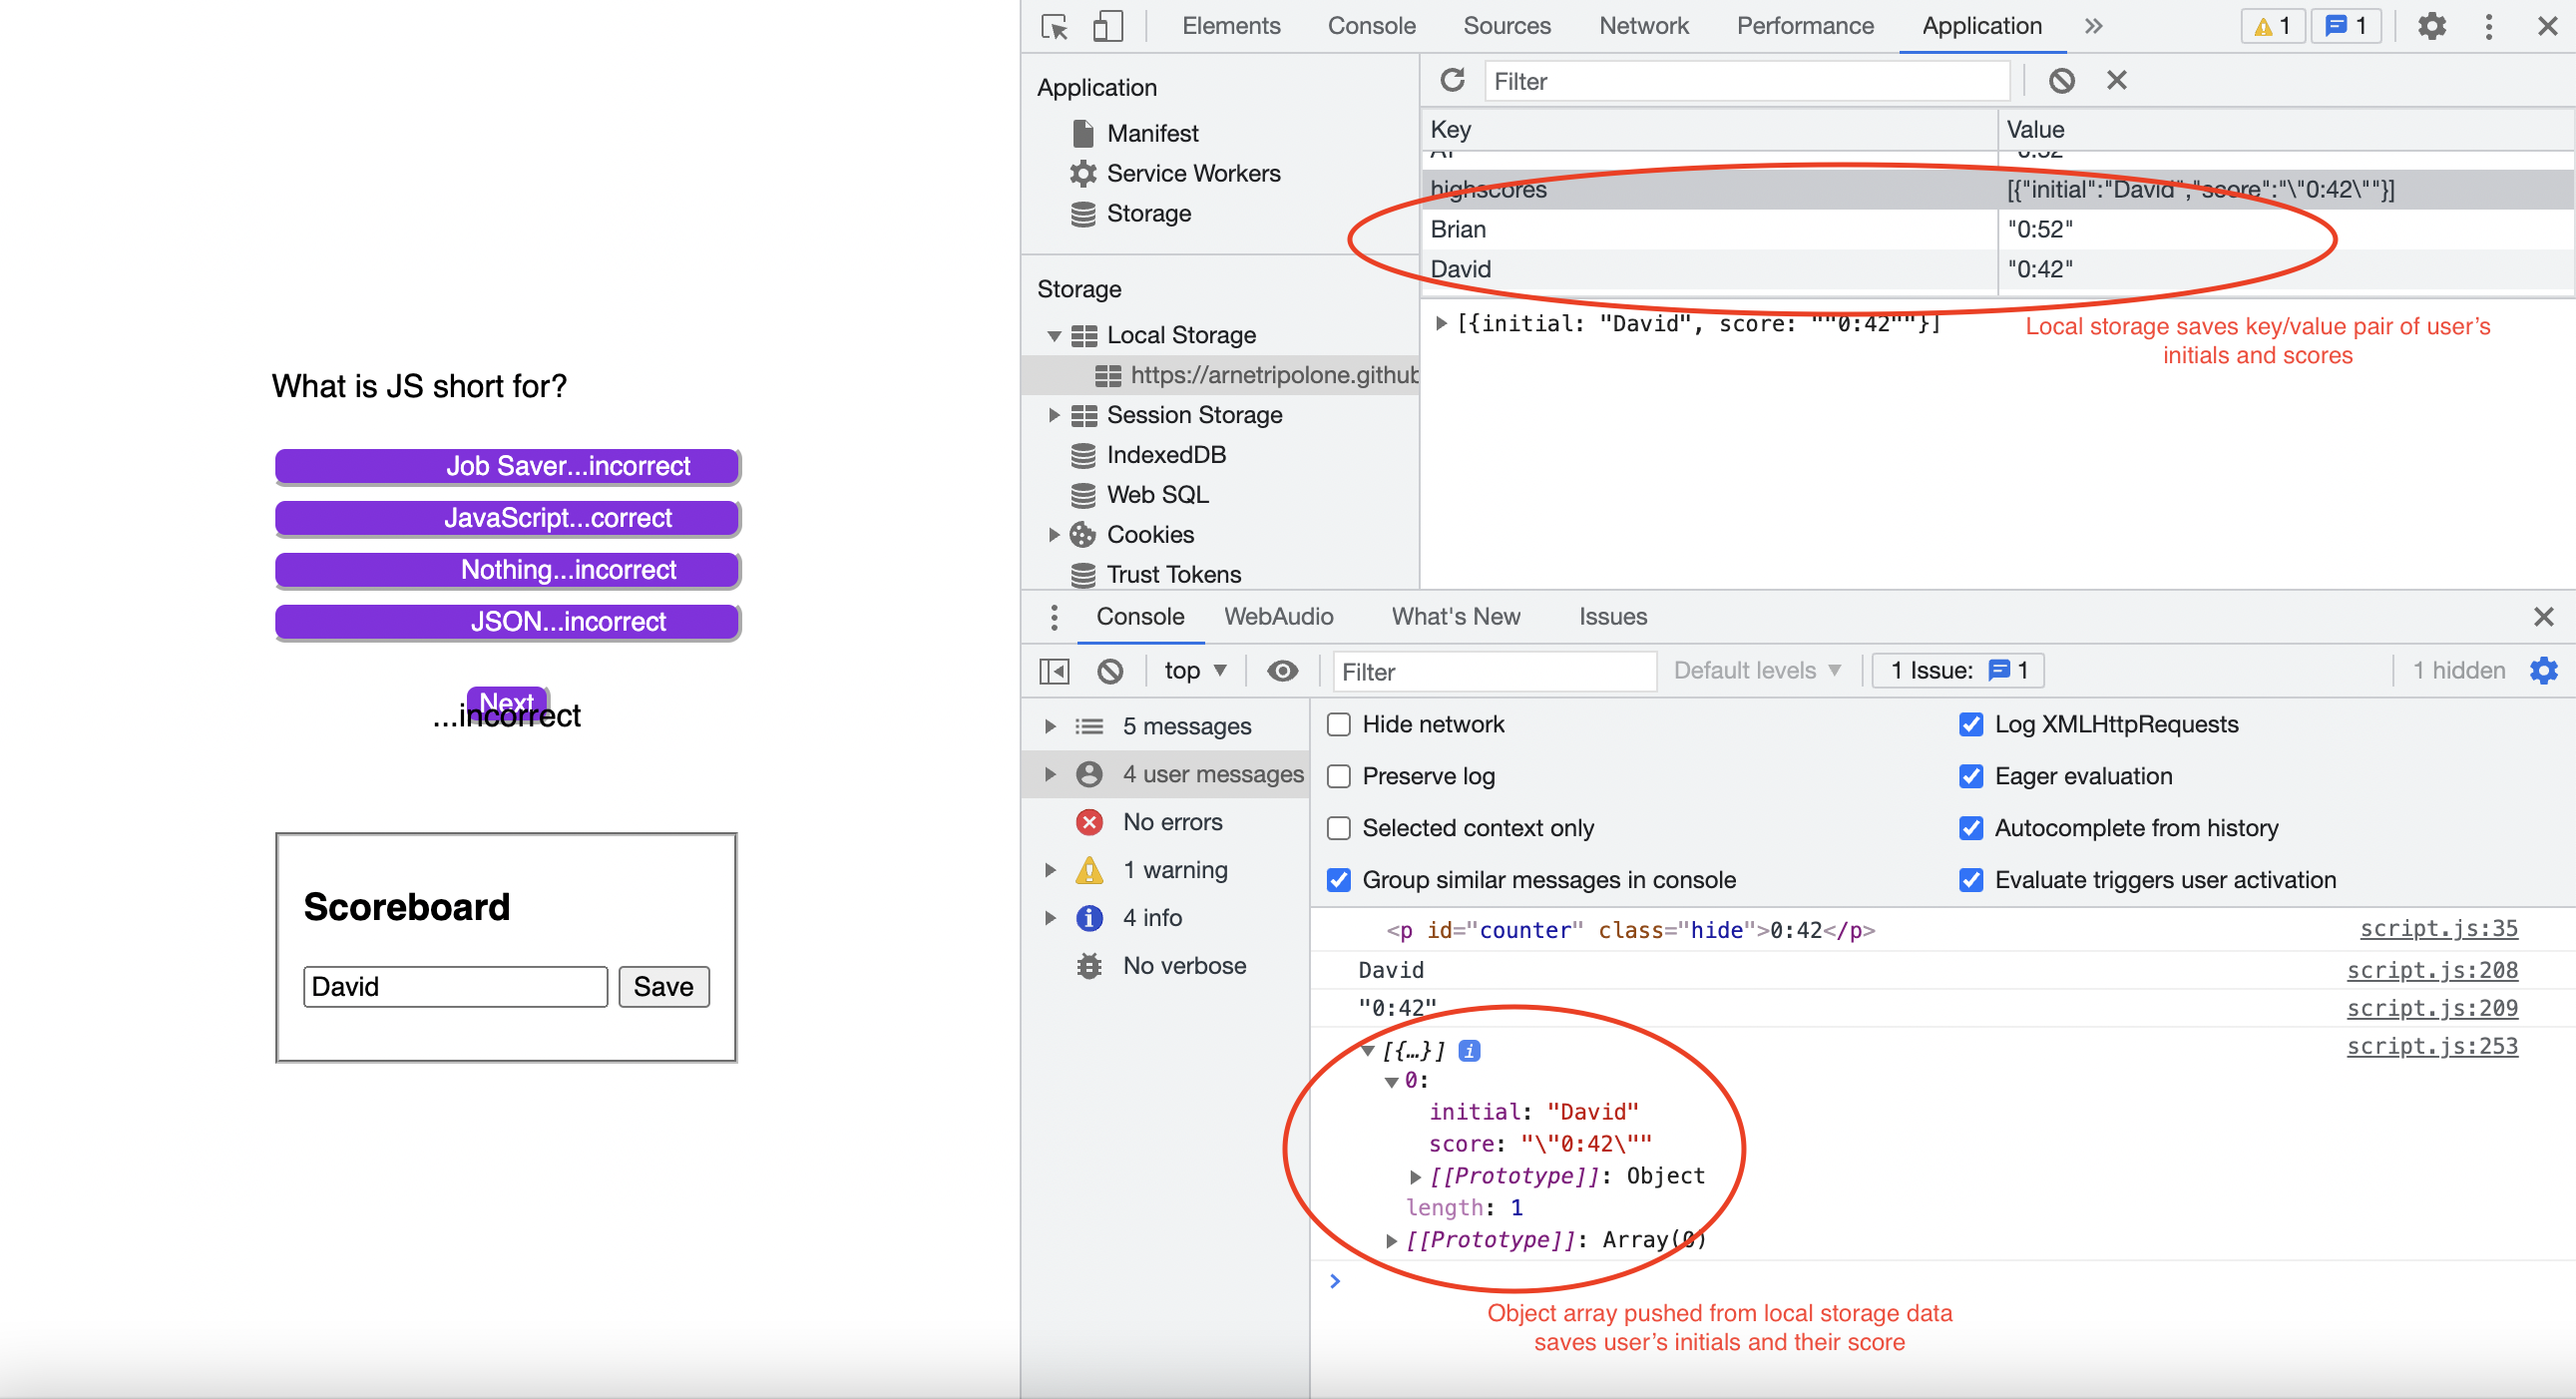 What is JS short for?
Job Saver...incorrect
JavaScript...correct
Nothing...incorrect
JSON...incorrect
Next
...incorrect
Scoreboard
David Save
Elements Console Sources Network Performance Application 1 1
Application
Manifest
Service Workers
Storage
Storage
Local Storage
https://arnetripolone.github
Session Storage
IndexedDB
Web SQL
Cookies
Trust Tokens
Filter
Key Value
highscores [{"initial":"David","score":"\"0:42\""}]
Brian "0:52"
David "0:42"
[{initial: "David", score: ""0:42""}]
Local storage saves key/value pair of user’s
initials and scores
Console WebAudio What's New Issues
top Filter Default levels 1 Issue: 1 1 hidden
5 messages
4 user messages
No errors
1 warning
4 info
No verbose
Hide network Log XMLHttpRequests
Preserve log Eager evaluation
Selected context only Autocomplete from history
Group similar messages in console Evaluate triggers user activation
<p id="counter" class="hide">0:42</p> script.js:35
David script.js:208
"0:42" script.js:209
[{…}] script.js:253
0:
initial: "David"
score: "\"0:42\""
[[Prototype]]: Object
length: 1
[[Prototype]]: Array(0)
Object array pushed from local storage data
saves user’s initials and their score